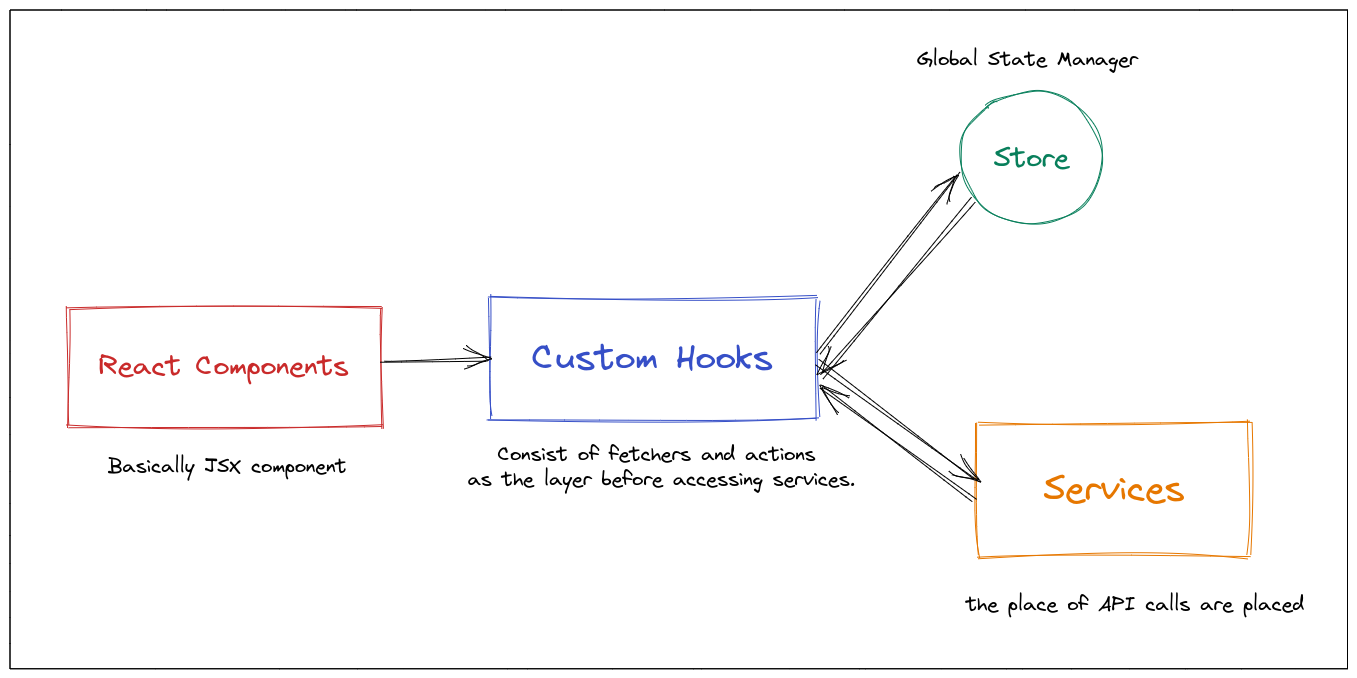 Global State Manager
Store
React Components
Basically JSX component
Custom Hooks
Consist of fetchers and actions
as the layer before accessing services.
Services
the place of API calls are placed